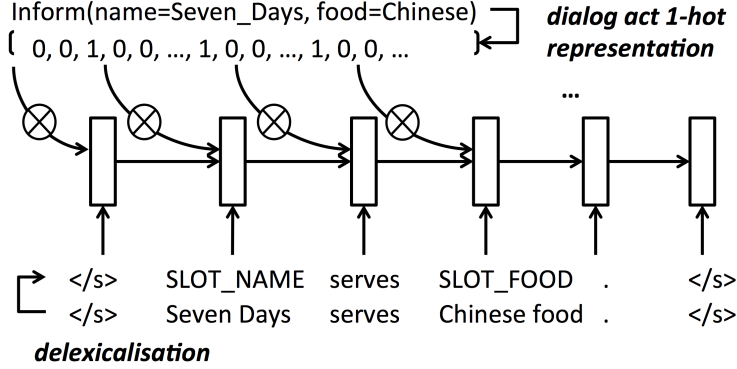 Inform(name=Seven_Days, food=Chinese)
dialog act 1-hot
representation
0, 0, 1, 0, 0, ..., 1, 0, 0, ..., 1, 0, 0, ...
...
</s> SLOT_NAME serves SLOT_FOOD . </s>
</s> Seven Days serves Chinese food . </s>
delexicalisation